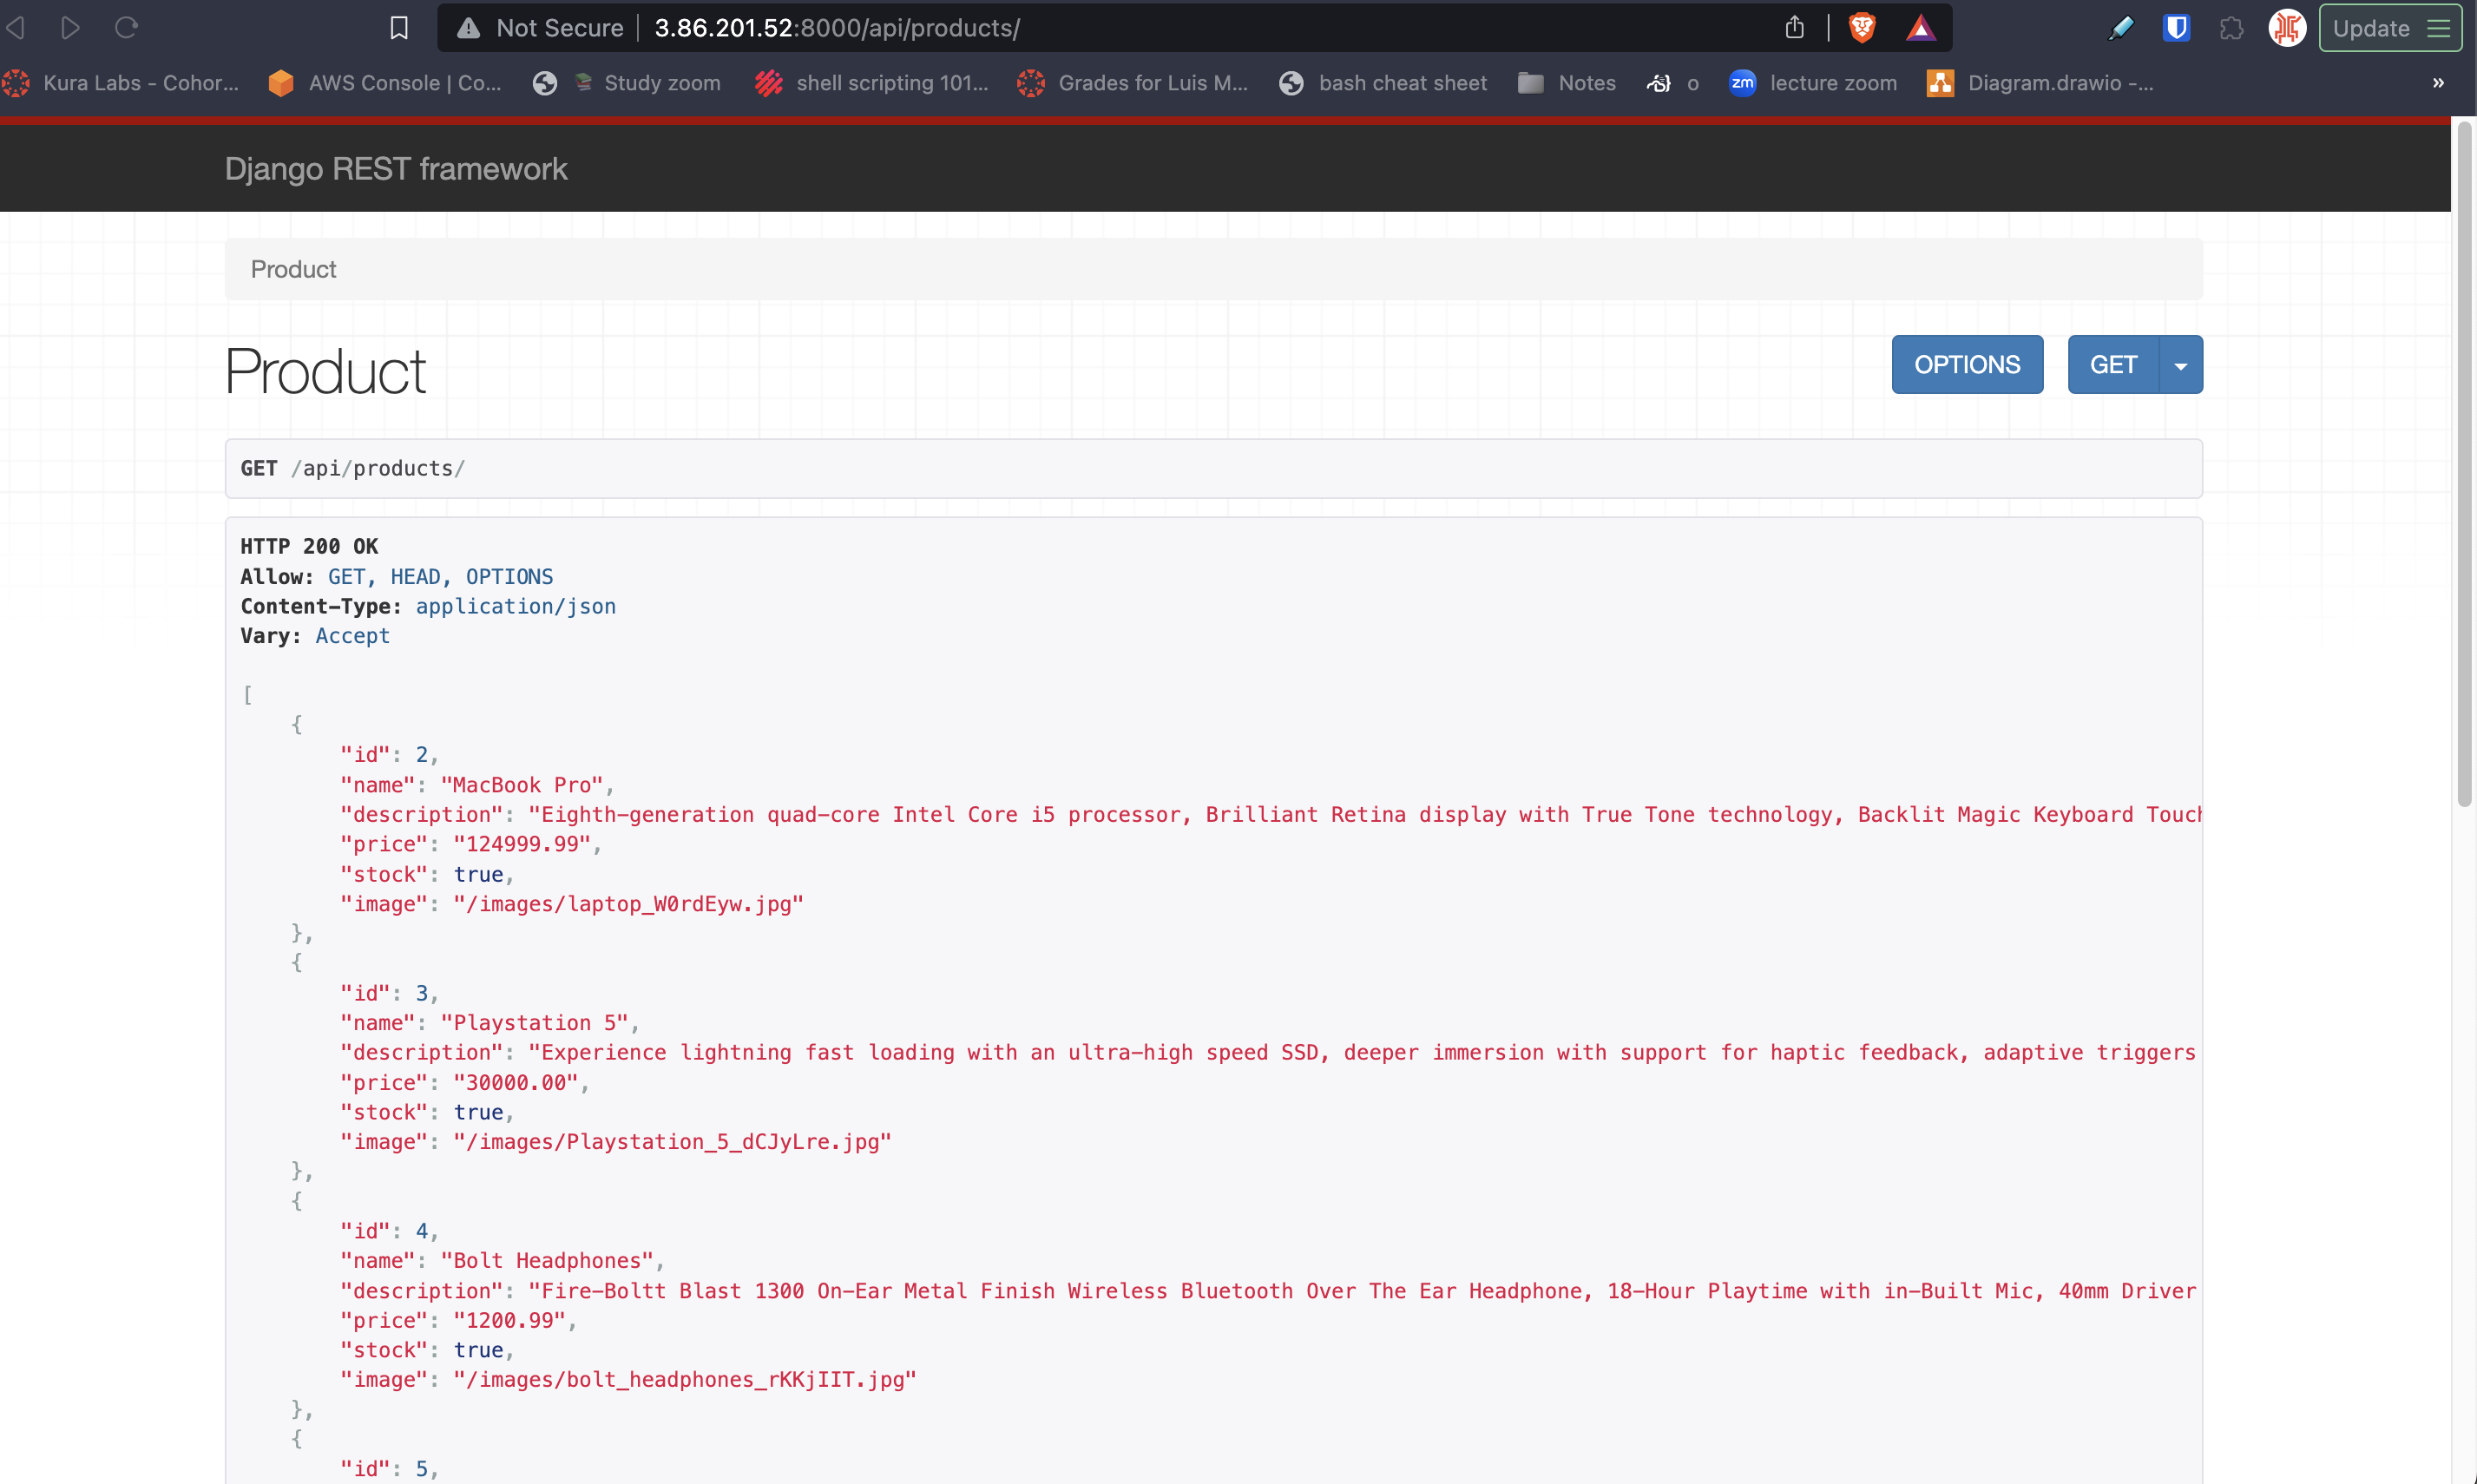 Not Secure 3.86.201.52:8000/api/products/ Update
Kura Labs - Cohor... AWS Console | Co... Study zoom shell scripting 101... Grades for Luis M... bash cheat sheet Notes o zm lecture zoom Diagram.drawio -... »
Django REST framework
Product
Product OPTIONS GET
GET /api/products/
HTTP 200 OK
Allow: GET, HEAD, OPTIONS
Content-Type: application/json
Vary: Accept
[
{
"id": 2,
"name": "MacBook Pro",
"description": "Eighth-generation quad-core Intel Core i5 processor, Brilliant Retina display with True Tone technology, Backlit Magic Keyboard Touch
"price": "124999.99",
"stock": true,
"image": "/images/laptop_W0rdEyw.jpg"
},
{
"id": 3,
"name": "Playstation 5",
"description": "Experience lightning fast loading with an ultra-high speed SSD, deeper immersion with support for haptic feedback, adaptive triggers
"price": "30000.00",
"stock": true,
"image": "/images/Playstation_5_dCJyLre.jpg"
},
{
"id": 4,
"name": "Bolt Headphones",
"description": "Fire-Boltt Blast 1300 On-Ear Metal Finish Wireless Bluetooth Over The Ear Headphone, 18-Hour Playtime with in-Built Mic, 40mm Driver
"price": "1200.99",
"stock": true,
"image": "/images/bolt_headphones_rKKjIIT.jpg"
},
{
"id": 5,